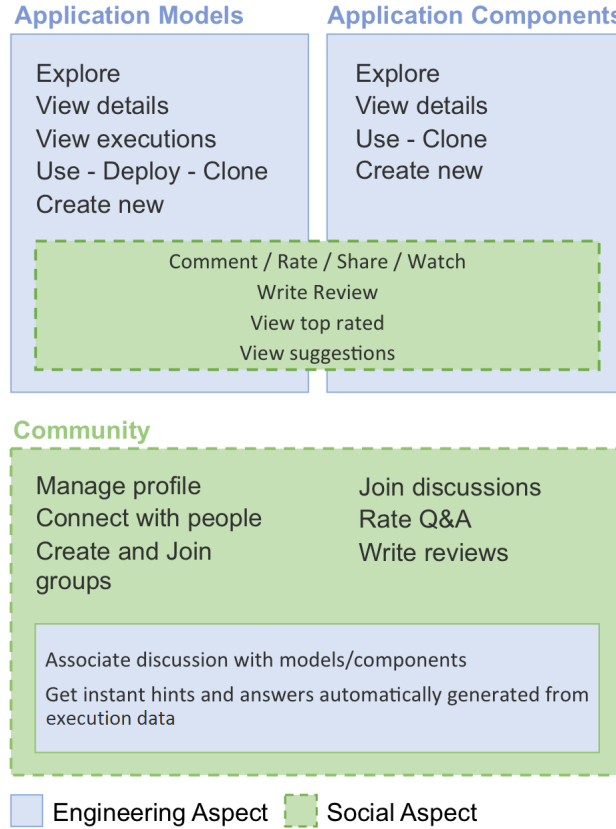 Application Models
Explore
View details
View executions
Use - Deploy - Clone
Create new
Application Components
Explore
View details
Use - Clone
Create new
Comment / Rate / Share / Watch
Write Review
View top rated
View suggestions
Community
Manage profile
Connect with people
Create and Join
groups
Join discussions
Rate Q&A
Write reviews
Associate discussion with models/components
Get instant hints and answers automatically generated from
execution data
Engineering Aspect
Social Aspect